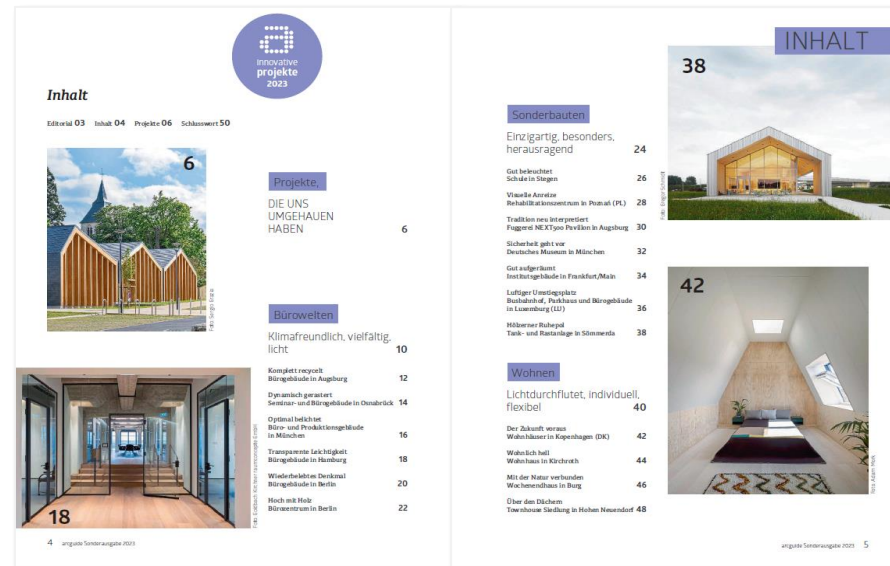 innovative
projekte
2023
Inhalt
Editorial 03 Inhalt 04 Projekte 06 Schlusswort 50
6
Projekte,
DIE UNS
UMGEHAUEN
HABEN 6
Bürowelten
Klimafreundlich, vielfältig,
licht 10
Komplett recycelt
Bürogebäude in Augsburg 12
Dynamisch gerastert
Seminar- und Bürogebäude in Osnabrück 14
Optimal belichtet
Büro- und Produktionsgebäude
in München 16
Transparente Leichtigkeit
Bürogebäude in Hamburg 18
Wiederbelebtes Denkmal
Bürogebäude in Berlin 20
Hoch mit Holz
Bürozentrum in Berlin 22
18
4 Sonderausgabe 2023
INHALT
38
Sonderbauten
Einzigartig, besonders,
herausragend 24
Gut beleuchtet
Schule in Stegen 26
Visuelle Anreize
Rehabilitationszentrum in Poznań (PL) 28
Tradition neu interpretiert
Fuggerei NEXT500 Pavillon in Augsburg 30
Sicherheit geht vor
Deutsches Museum in München 32
Gut aufgeräumt
Institutsgebäude in Frankfurt/Main 34
Luftiger Umstiegsplatz
Busbahnhof, Parkhaus und Bürogebäude
in Luxemburg (LU) 36
Hölzerner Ruhepol
Tank- und Rastanlage in Sömmerda 38
42
Wohnen
Lichtdurchflutet, individuell,
flexibel 40
Der Zukunft voraus
Wohnhäuser in Kopenhagen (DK) 42
Wohnlich hell
Wohnhaus in Kirchroth 44
Mit der Natur verbunden
Wochenendhaus in Burg 46
Über den Dächern
Townhouse Siedlung in Hohen Neuendorf 48
Foto: Adam Mørk
Sonderausgabe 2023 5